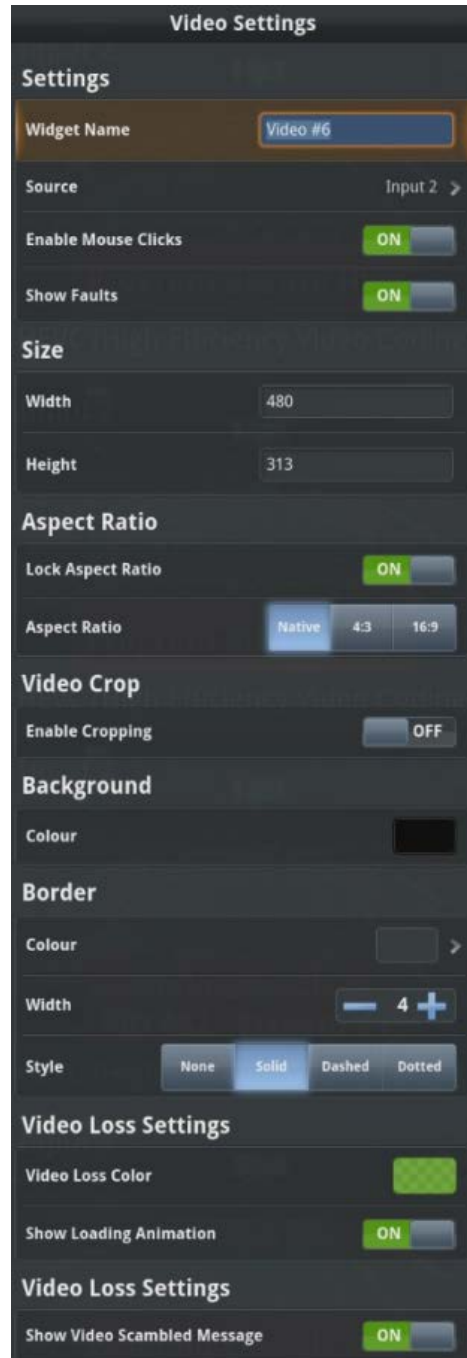 Video Settings
Settings
Widget Name Video #6
Source Input 2 >
Enable Mouse Clicks ON
Show Faults ON
Size
Width 480
Height 313
Aspect Ratio
Lock Aspect Ratio ON
Aspect Ratio Native 4:3 16:9
Video Crop
Enable Cropping OFF
Background
Colour
Border
Colour >
Width — 4 +
Style None Solid Dashed Dotted
Video Loss Settings
Video Loss Color
Show Loading Animation ON
Video Loss Settings
Show Video Scambled Message ON